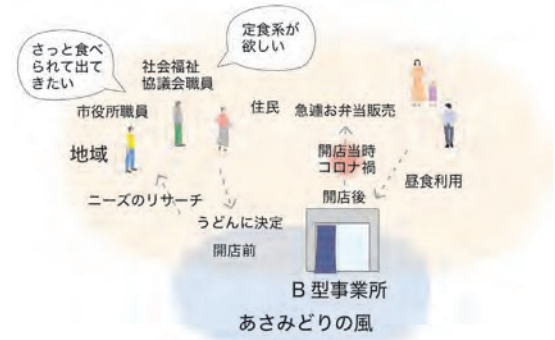 さっと食べ
られて出て
きたい
定食系が
欲しい
社会福祉
協議会職員
市役所職員
住民
急遽お弁当販売
地域
開店当時
コロナ禍
昼食利用
ニーズのリサーチ
開店後
うどんに決定
開店前
B型事業所
あさみどりの風